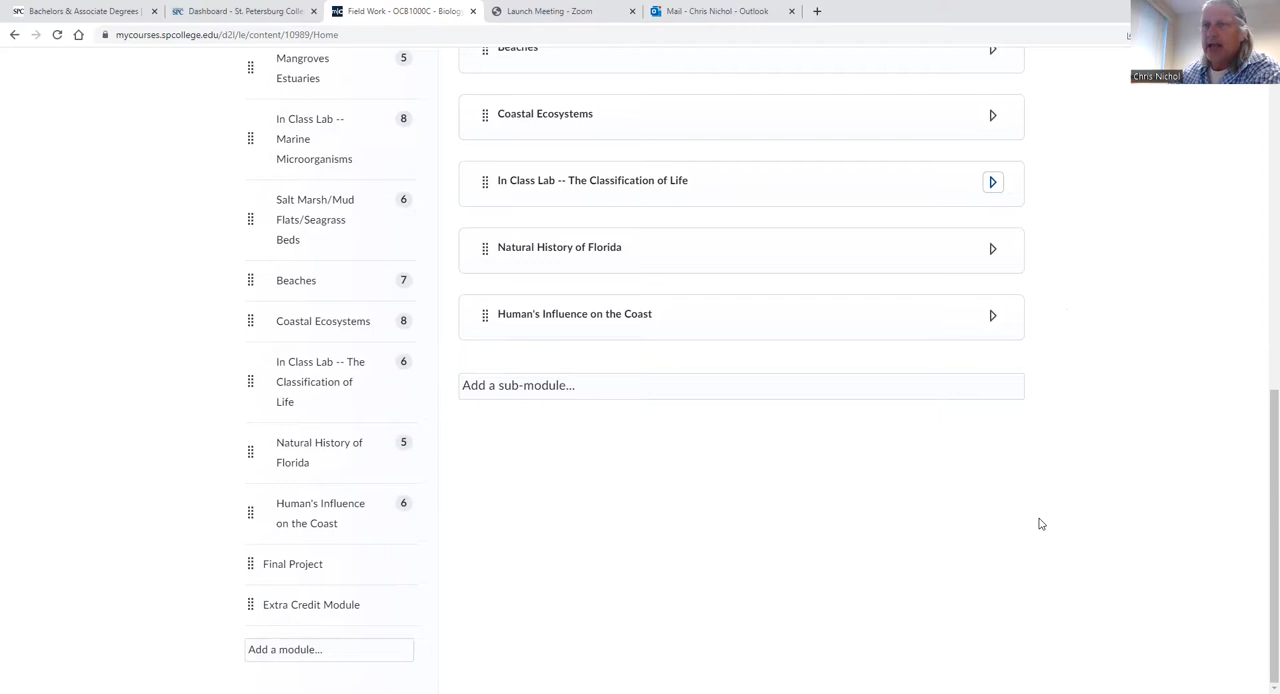 Bachelors & Associate Degrees
Dashboard - St. Petersburg Colle
Field Work - OCB1000C - Biolog
Launch Meeting - Zoom
Mail - Chris Nichol - Outlook
mycourses.spcollege.edu/d2l/le/content/10989/Home
Chris Nichol
Mangroves
Estuaries
5
In Class Lab --
Marine
Microorganisms
8
Salt Marsh/Mud
Flats/Seagrass
Beds
6
Beaches
7
Coastal Ecosystems
8
In Class Lab -- The
Classification of
Life
6
Natural History of
Florida
5
Human's Influence
on the Coast
6
Final Project
Extra Credit Module
Add a module...
Beaches
Coastal Ecosystems
In Class Lab -- The Classification of Life
Natural History of Florida
Human's Influence on the Coast
Add a sub-module...